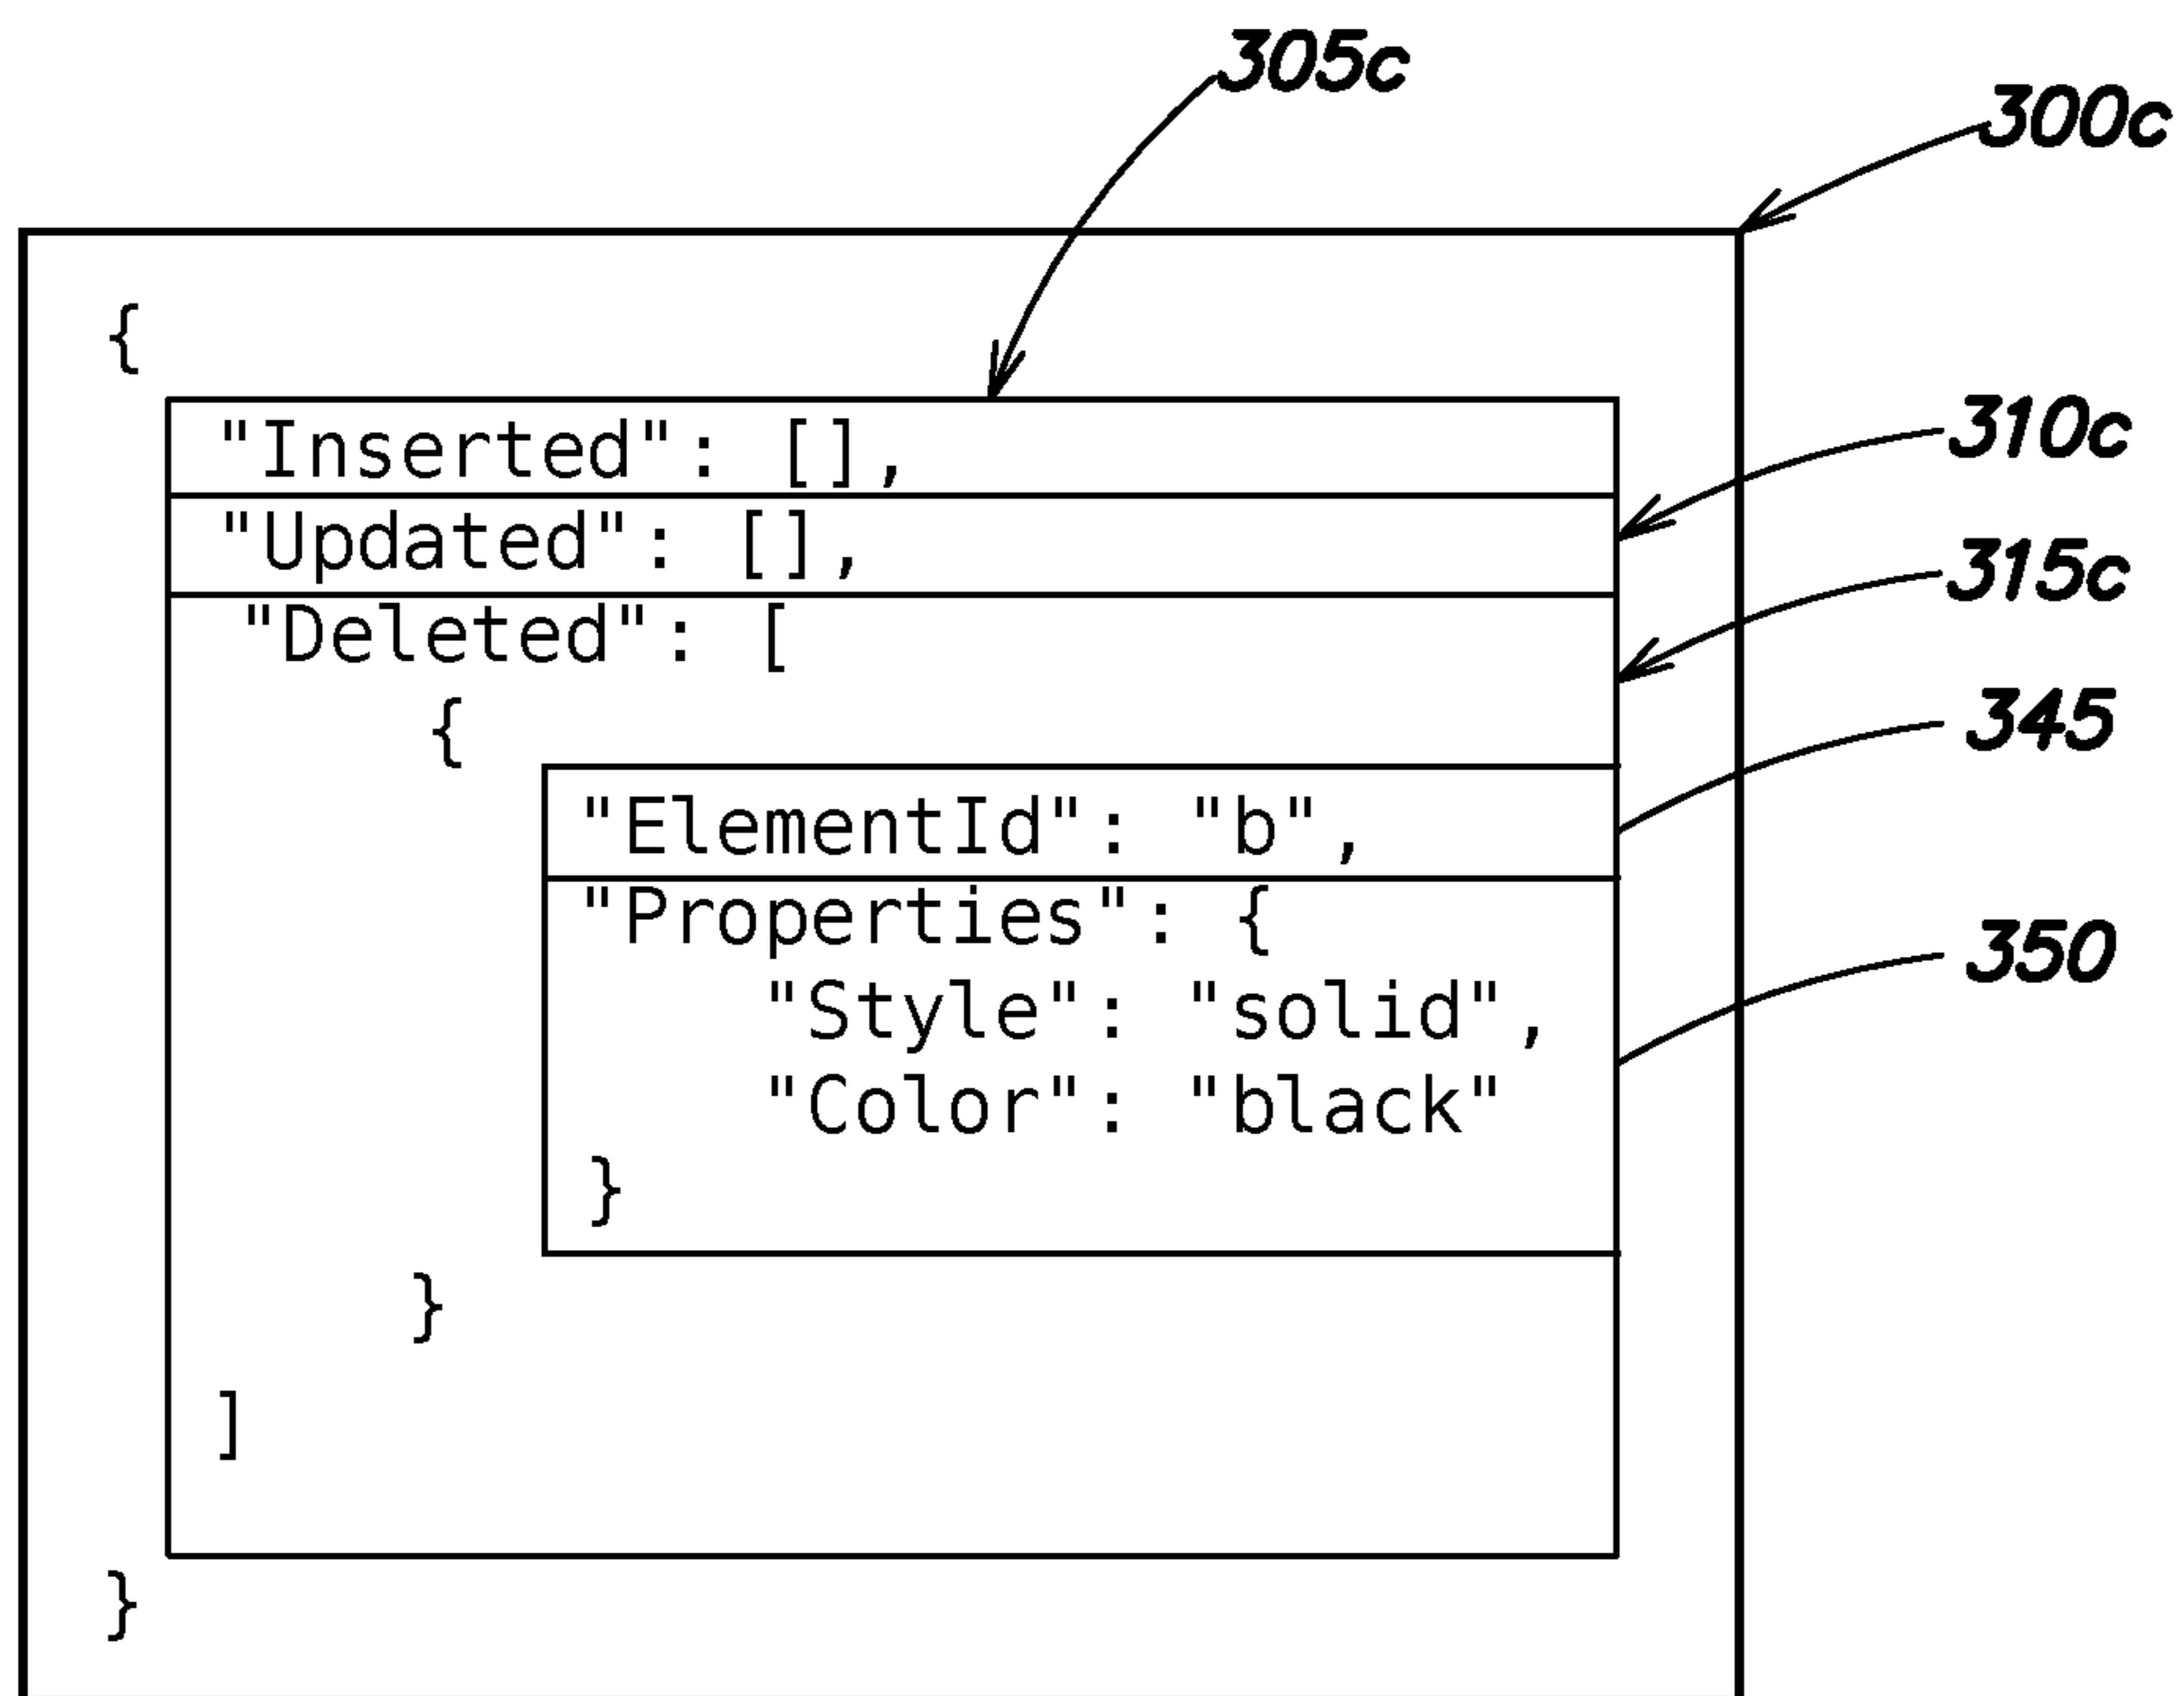 305c
300c
{
"Inserted": [],
310c
"Updated": [],
315c
"Deleted": [
{
345
"ElementId": "b",
"Properties": {
350
"Style": "solid",
"Color": "black"
}
}
]
}